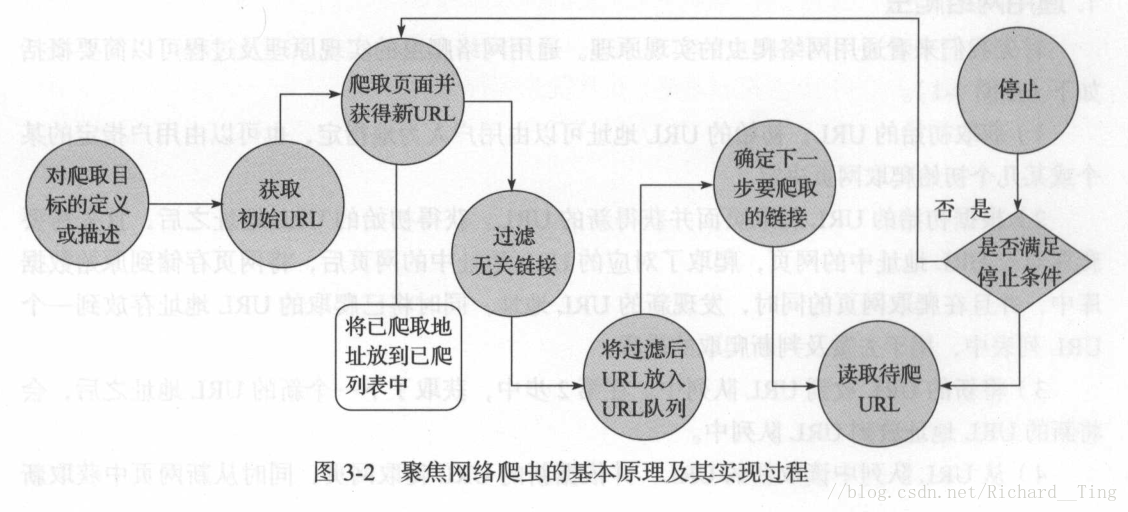 对爬取目
标的定义
或描述
获取
初始URL
爬取页面并
获得新URL
将已爬取地
址放到已爬
列表中
过滤
无关链接
将过滤后
URL放入
URL队列
确定下一
步要爬取
的链接
读取待爬
URL
停止
否 是
是否满足
停止条件
图 3-2 聚焦网络爬虫的基本原理及其实现过程
//blog.csdn.net/Richard__Ting